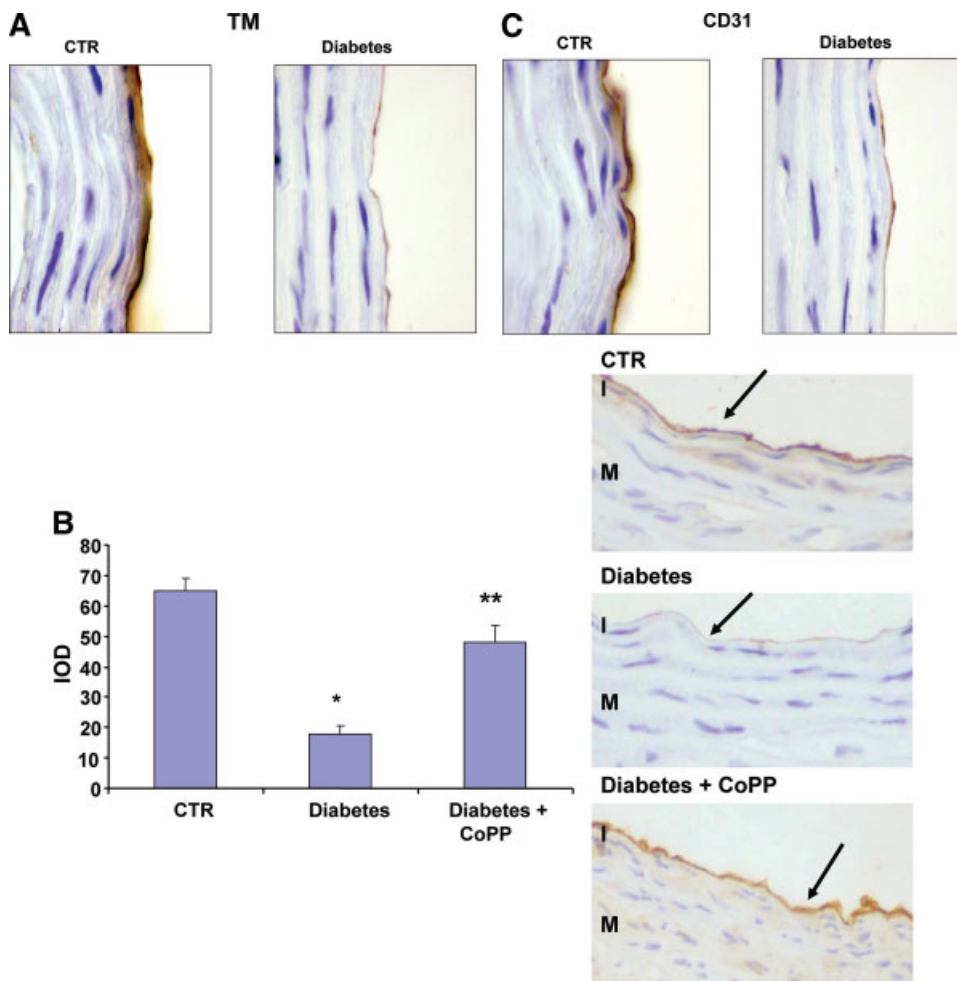 A
TM
CTR
Diabetes
C
CD31
CTR
Diabetes
B
80
70
60
50
40
30
20
10
0
IOD
*
**
CTR
Diabetes
Diabetes +
CoPP
CTR
I
M
Diabetes
I
M
Diabetes + CoPP
I
M